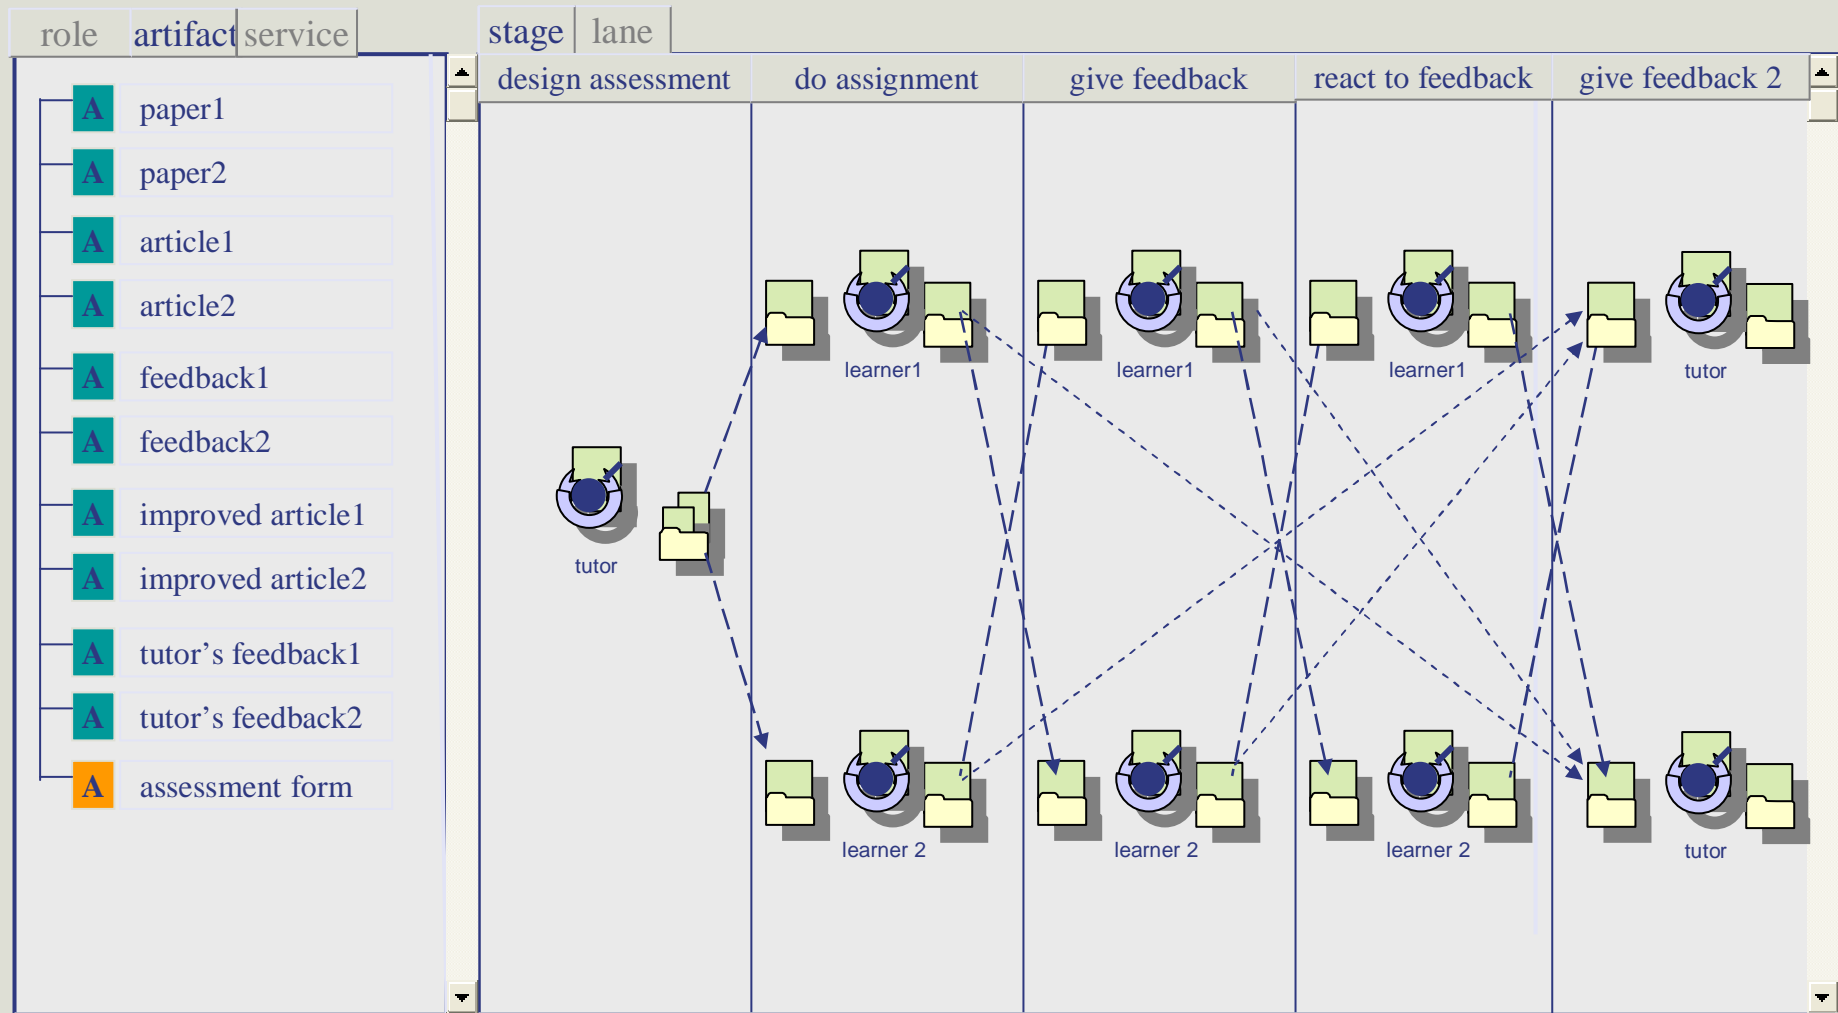 role artifact service
stage lane
design assessment do assignment give feedback react to feedback give feedback 2
A paper1
A paper2
A article1
A article2
A feedback1
A feedback2
A improved article1
A improved article2
A tutor's feedback1
A tutor's feedback2
A assessment form
learner1 learner1 learner1 tutor
tutor
learner 2 learner 2 learner 2 tutor